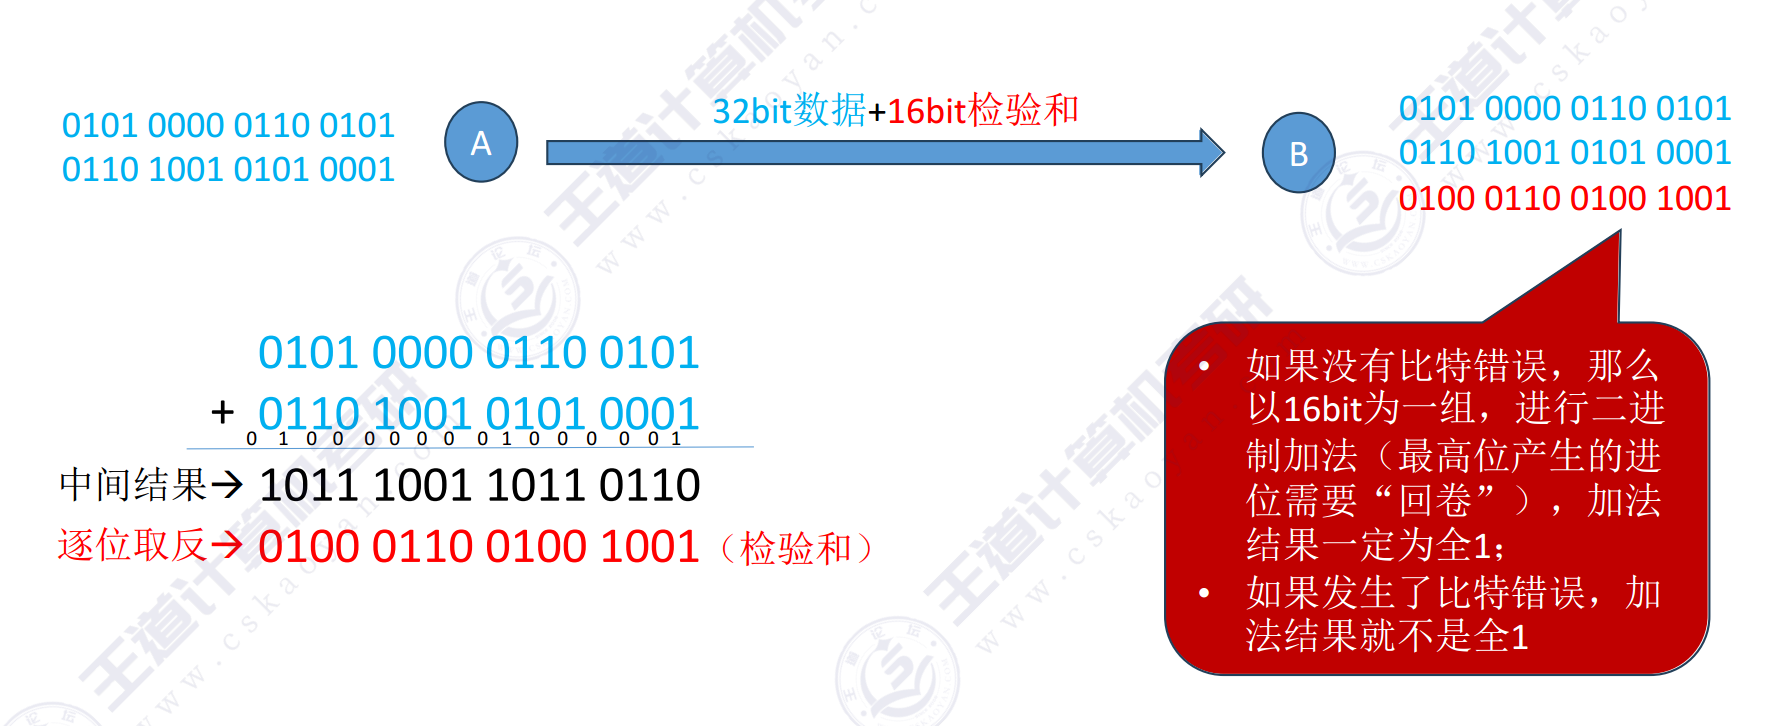 32bit数据+16bit检验和
0101 0000 0110 0101
0110 1001 0101 0001
A
B
0101 0000 0110 0101
0110 1001 0101 0001
0100 0110 0100 1001
0101 0000 0110 0101
+ 0110 1001 0101 0001
0 1 0 0 0 0 0 0 0 1 0 0 0 0 0 1
中间结果→ 1011 1001 1011 0110
逐位取反→ 0100 0110 0100 1001（检验和）
• 如果没有比特错误，那么
以16bit为一组，进行二进
制加法（最高位产生的进
位需要“回卷”），加法
结果一定为全1；
• 如果发生了比特错误，加
法结果就不是全1
王道计算机考研
www.cskaoyan.com